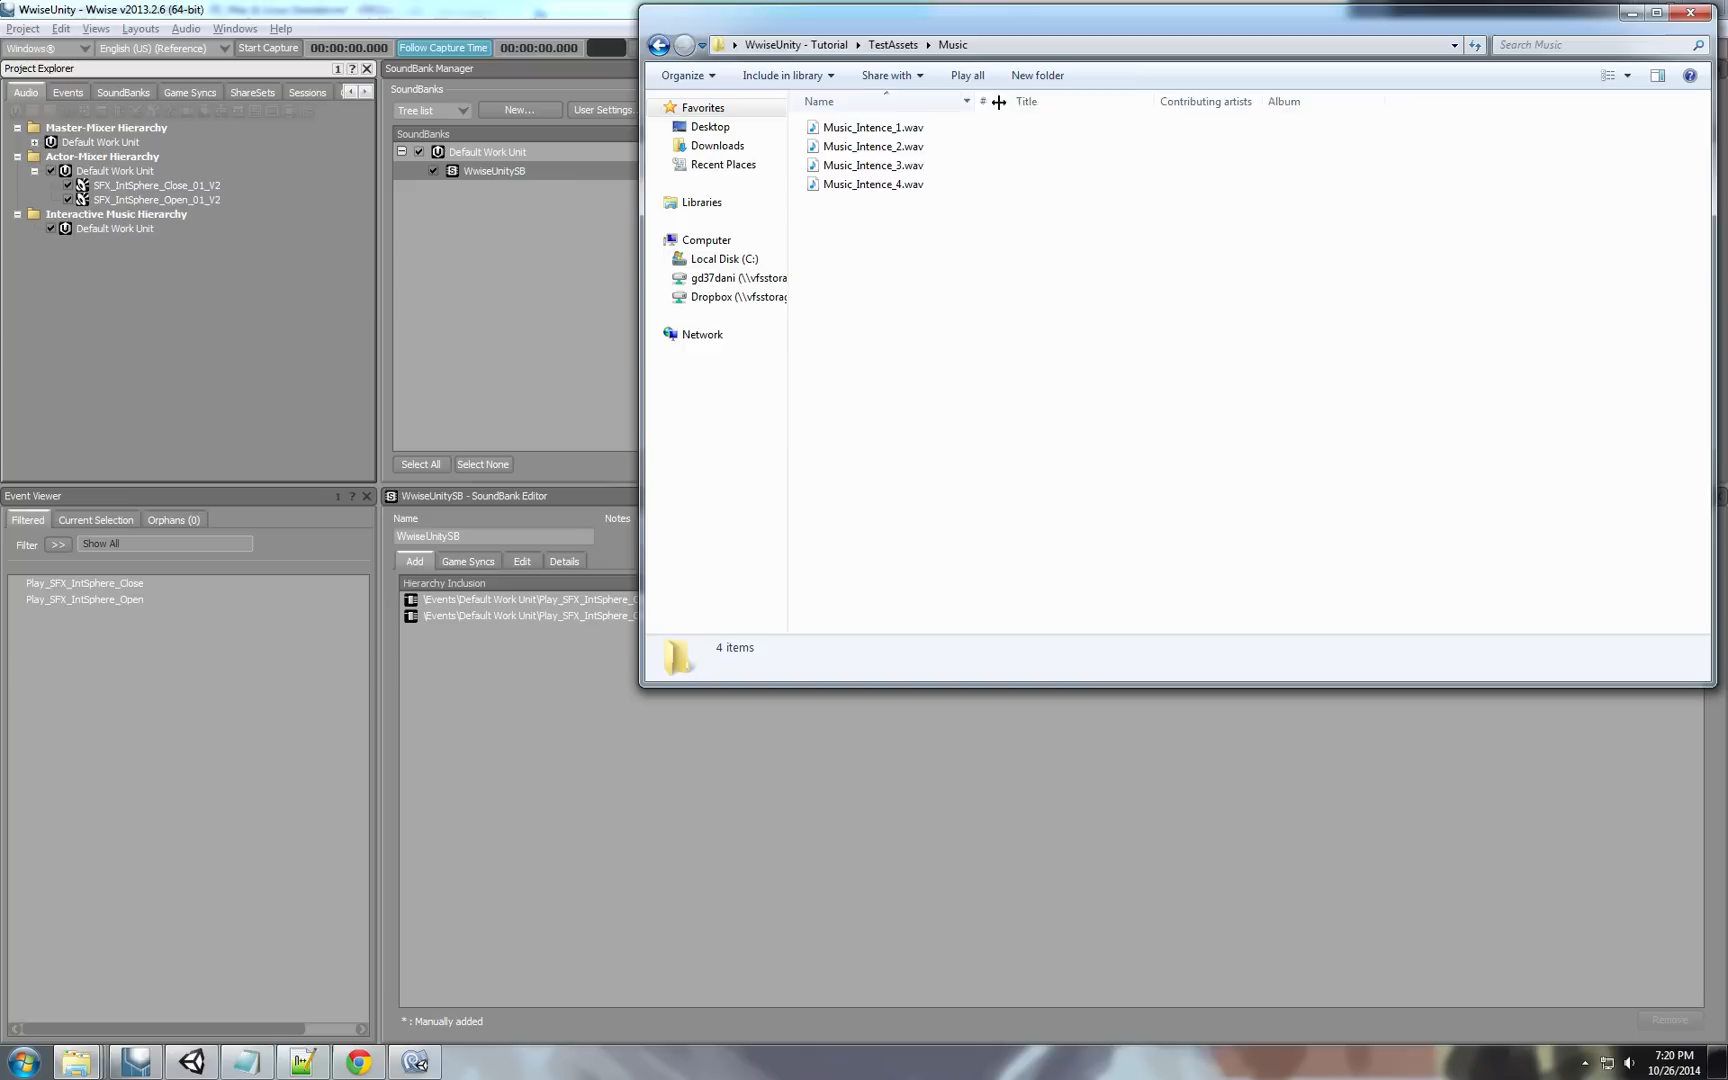 WwiseUnity - Wwise v2013.2.6 (64-bit)
Project Edit Views Layouts Audio Windows Help
Windows® English (US) (Reference) Start Capture 00:00:00.000 Follow Capture Time 00:00:00.000
Project Explorer 1 ?
Audio Events SoundBanks Game Syncs ShareSets Sessions
Master-Mixer Hierarchy
Default Work Unit
Actor-Mixer Hierarchy
Default Work Unit
SFX_IntSphere_Close_01_V2
SFX_IntSphere_Open_01_V2
Interactive Music Hierarchy
Default Work Unit
SoundBank Manager
SoundBanks
Tree list New... User Settings...
SoundBanks
Default Work Unit
WwiseUnitySB
Select All Select None
Event Viewer 1 ?
Filtered Current Selection Orphans (0)
Filter >> Show All
Play_SFX_IntSphere_Close
Play_SFX_IntSphere_Open
WwiseUnitySB - SoundBank Editor
Name Notes
WwiseUnitySB
Add Game Syncs Edit Details
Hierarchy Inclusion
\Events\Default Work Unit\Play_SFX_IntSphere_C
\Events\Default Work Unit\Play_SFX_IntSphere_
* : Manually added
Remove
WwiseUnity - Tutorial TestAssets Music
Search Music
Organize Include in library Share with Play all New folder
Favorites
Desktop
Downloads
Recent Places
Libraries
Computer
Local Disk (C:)
gd37dani (\\vfsstora
Dropbox (\\vfsstorag
Network
Name # Title Contributing artists Album
Music_Intence_1.wav
Music_Intence_2.wav
Music_Intence_3.wav
Music_Intence_4.wav
4 items
7:20 PM
10/26/2014